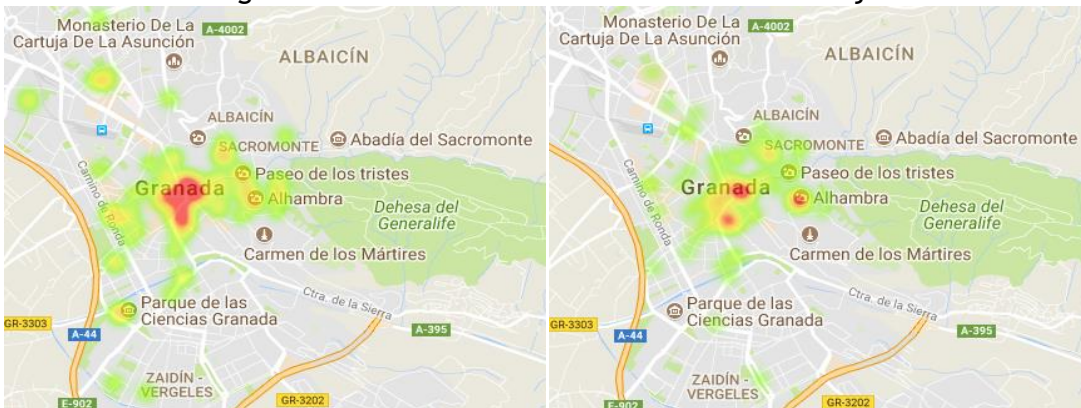 Monasterio De La
Cartuja De La Asunción
A-4002
ALBAICÍN
ALBAICÍN
SACROMONTE
Abadía del Sacromonte
Paseo de los tristes
Granada
Alhambra
Dehesa del
Generalife
Camino de Ronda
Carmen de los Mártires
Ctra. de la Sierra
Parque de las
Ciencias Granada
GR-3303
A-44
A-395
ZAIDÍN -
VERGELES
E-902
GR-3202
Monasterio De La
Cartuja De La Asunción
A-4002
ALBAICÍN
ALBAICÍN
SACROMONTE
Abadía del Sacromonte
Paseo de los tristes
Granada
Alhambra
Dehesa del
Generalife
Camino de Ronda
Carmen de los Mártires
Ctra. de la Sierra
Parque de las
Ciencias Granada
GR-3303
A-44
A-395
ZAIDÍN -
VERGELES
E-902
GR-3202